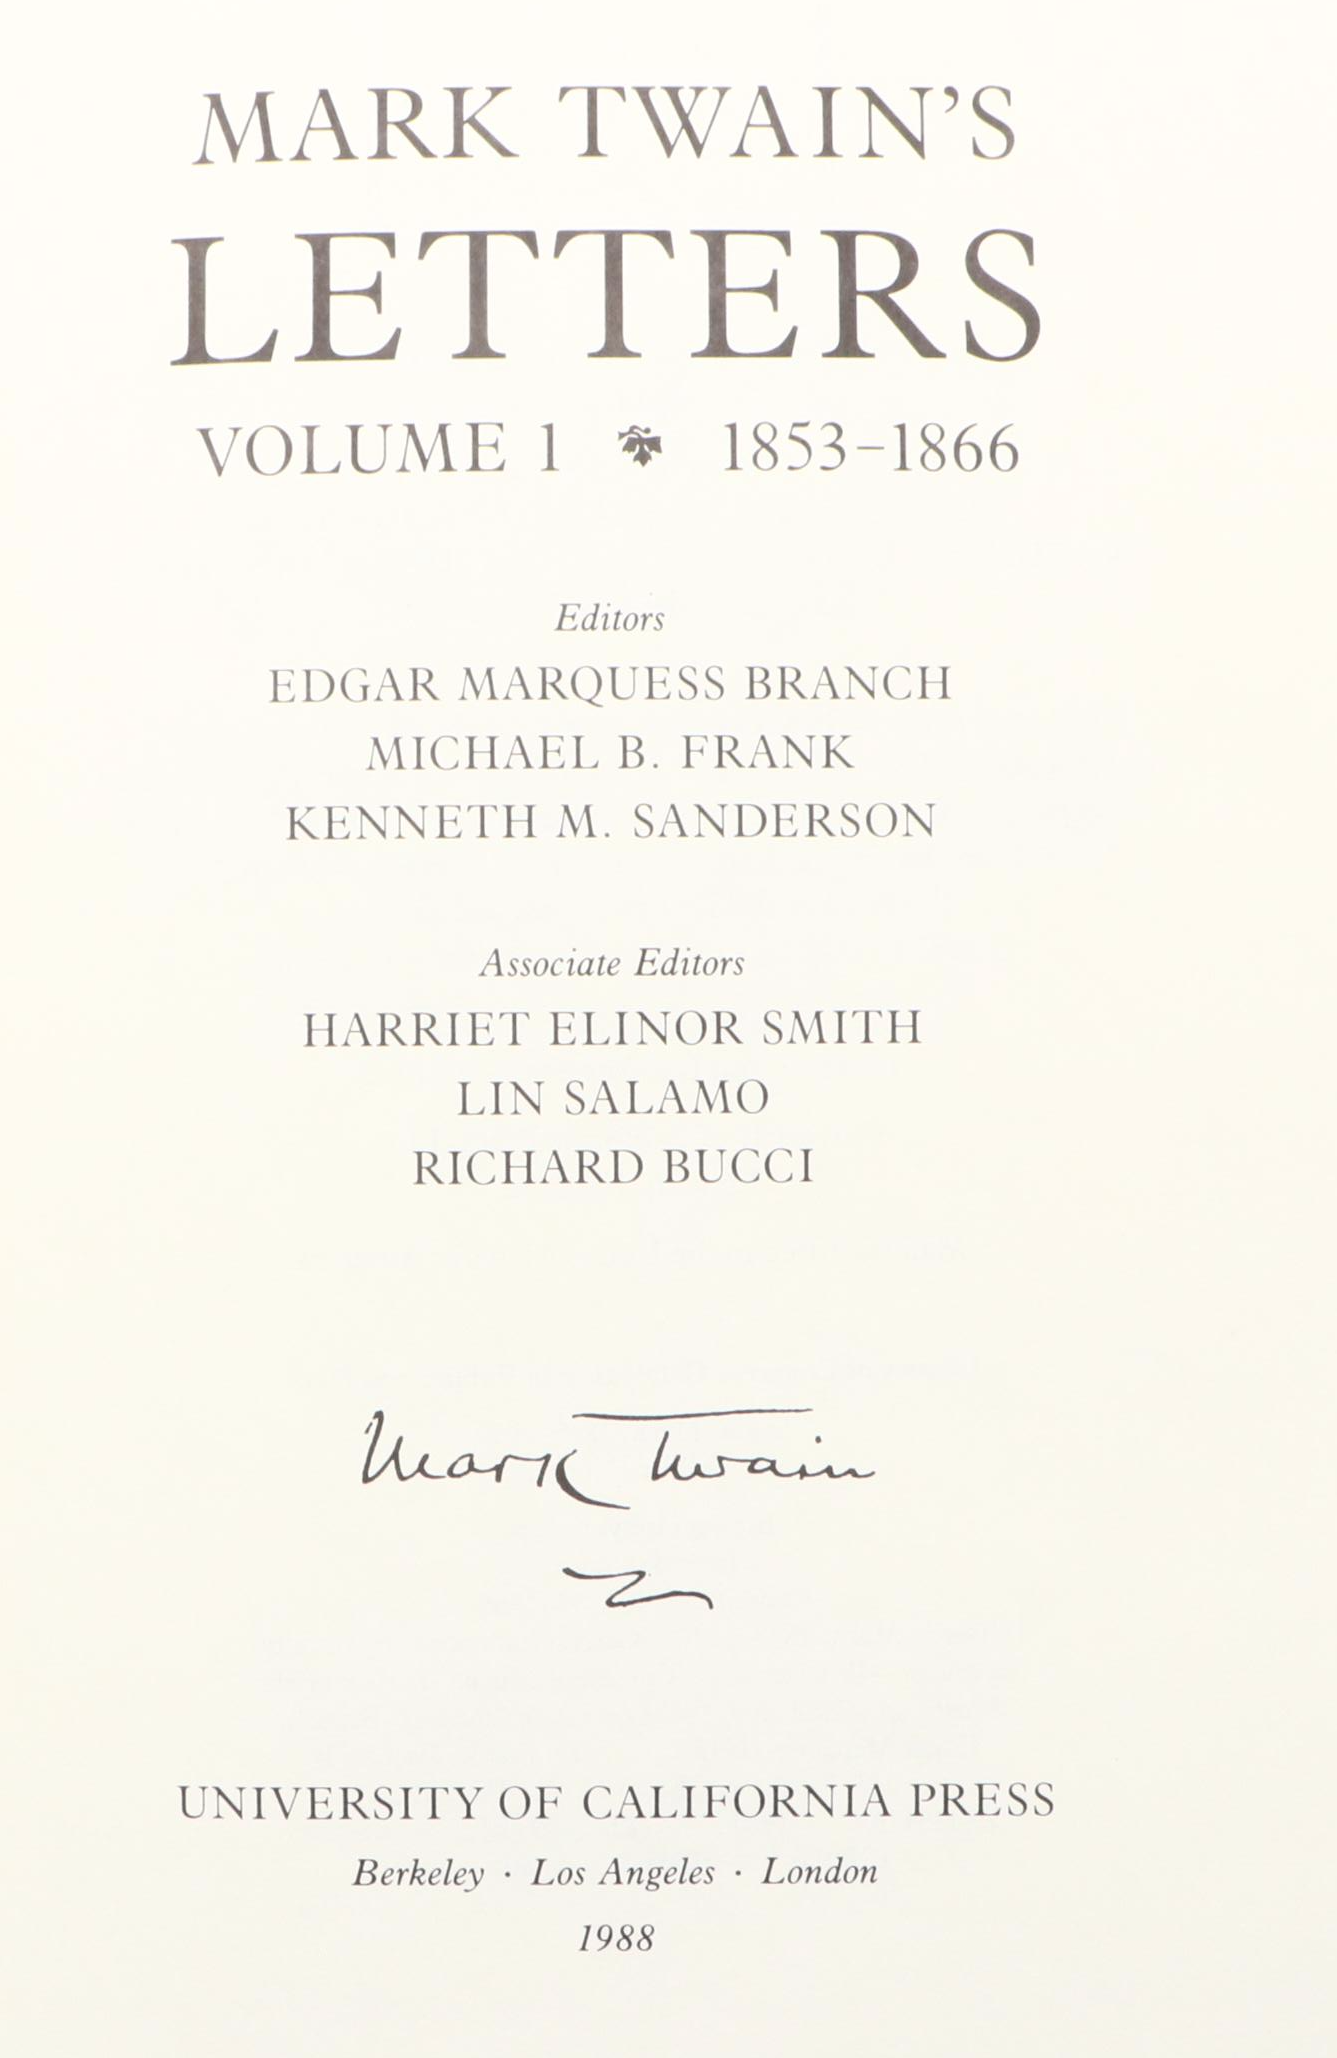 MARK TWAIN'S
LETTERS
VOLUME 1 1853–1866
Editors
EDGAR MARQUESS BRANCH
MICHAEL B. FRANK
KENNETH M. SANDERSON
Associate Editors
HARRIET ELINOR SMITH
LIN SALAMO
RICHARD BUCCI
Mark Twain
UNIVERSITY OF CALIFORNIA PRESS
Berkeley · Los Angeles · London
1988